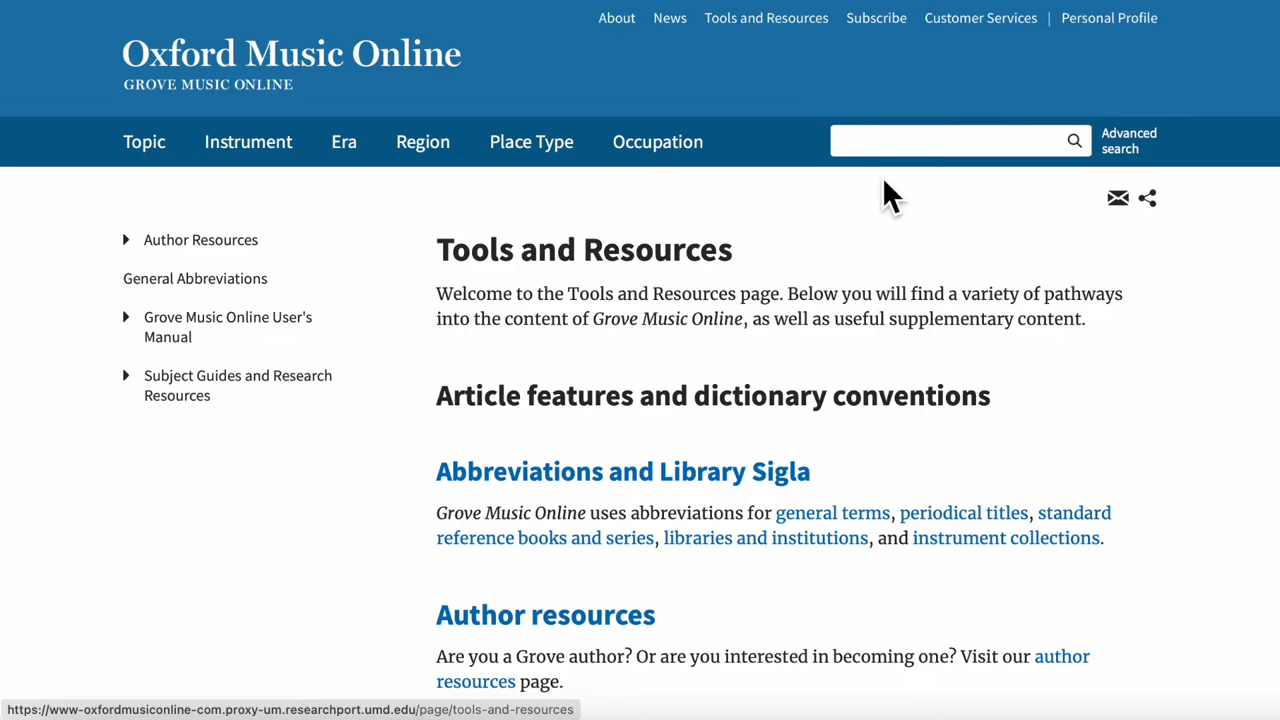 About News Tools and Resources Subscribe Customer Services | Personal Profile
Oxford Music Online
GROVE MUSIC ONLINE
Topic Instrument Era Region Place Type Occupation
Advanced
search
Author Resources
General Abbreviations
Grove Music Online User's
Manual
Subject Guides and Research
Resources
Tools and Resources
Welcome to the Tools and Resources page. Below you will find a variety of pathways
into the content of Grove Music Online, as well as useful supplementary content.
Article features and dictionary conventions
Abbreviations and Library Sigla
Grove Music Online uses abbreviations for general terms, periodical titles, standard
reference books and series, libraries and institutions, and instrument collections.
Author resources
Are you a Grove author? Or are you interested in becoming one? Visit our author
resources page.
https://www-oxfordmusiconline-com.proxy-um.researchport.umd.edu/page/tools-and-resources